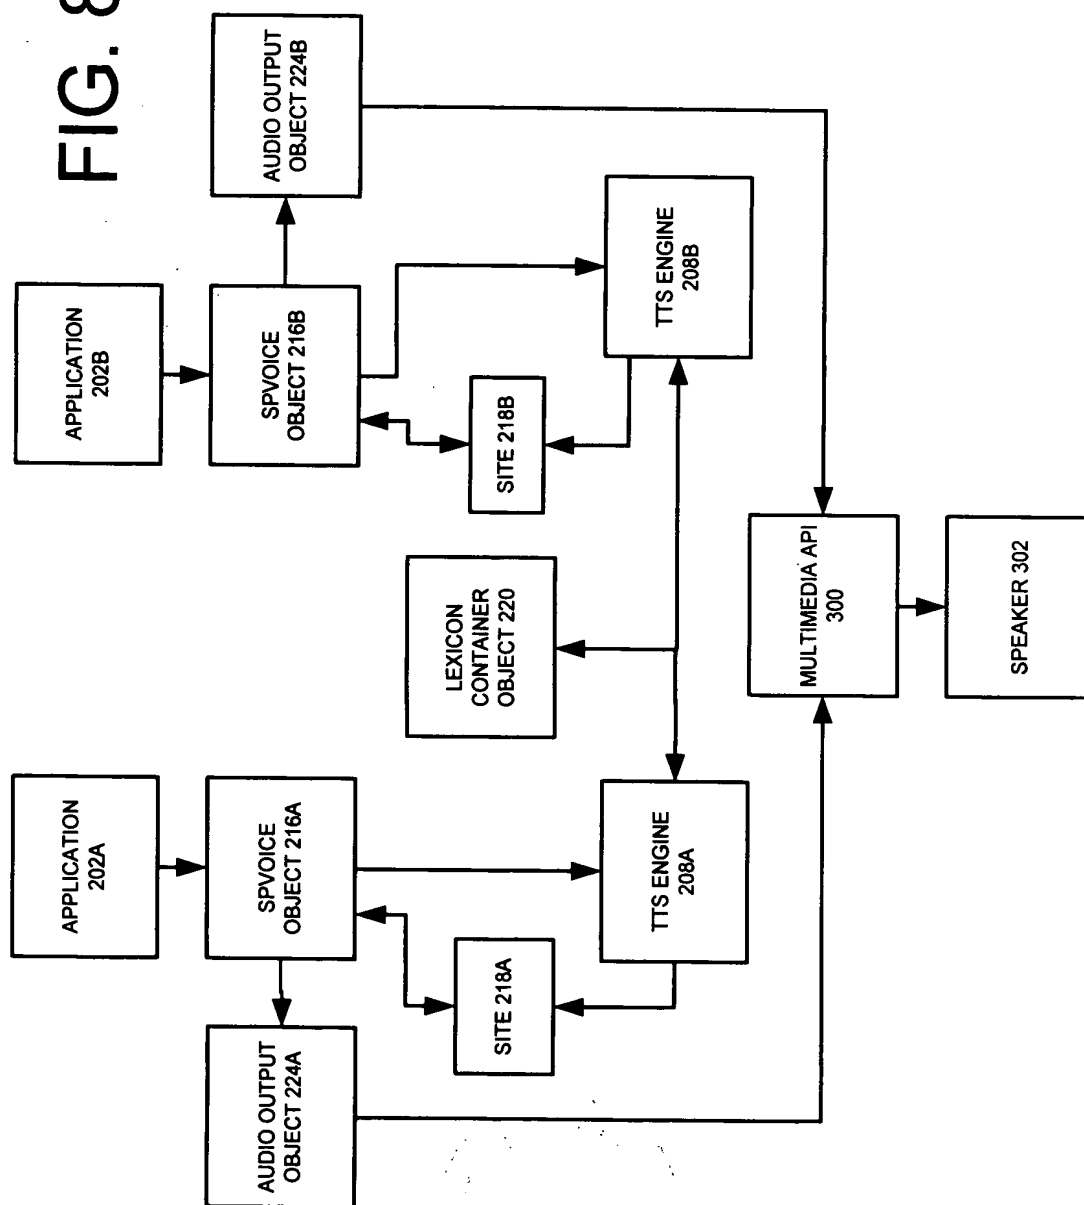 FIG. 8
AUDIO OUTPUT
OBJECT 224A
APPLICATION
202A
SPVOICE
OBJECT 216A
SITE 218A
TTS ENGINE
208A
LEXICON
CONTAINER
OBJECT 220
APPLICATION
202B
SPVOICE
OBJECT 216B
SITE 218B
TTS ENGINE
208B
AUDIO OUTPUT
OBJECT 224B
MULTIMEDIA API
300
SPEAKER 302